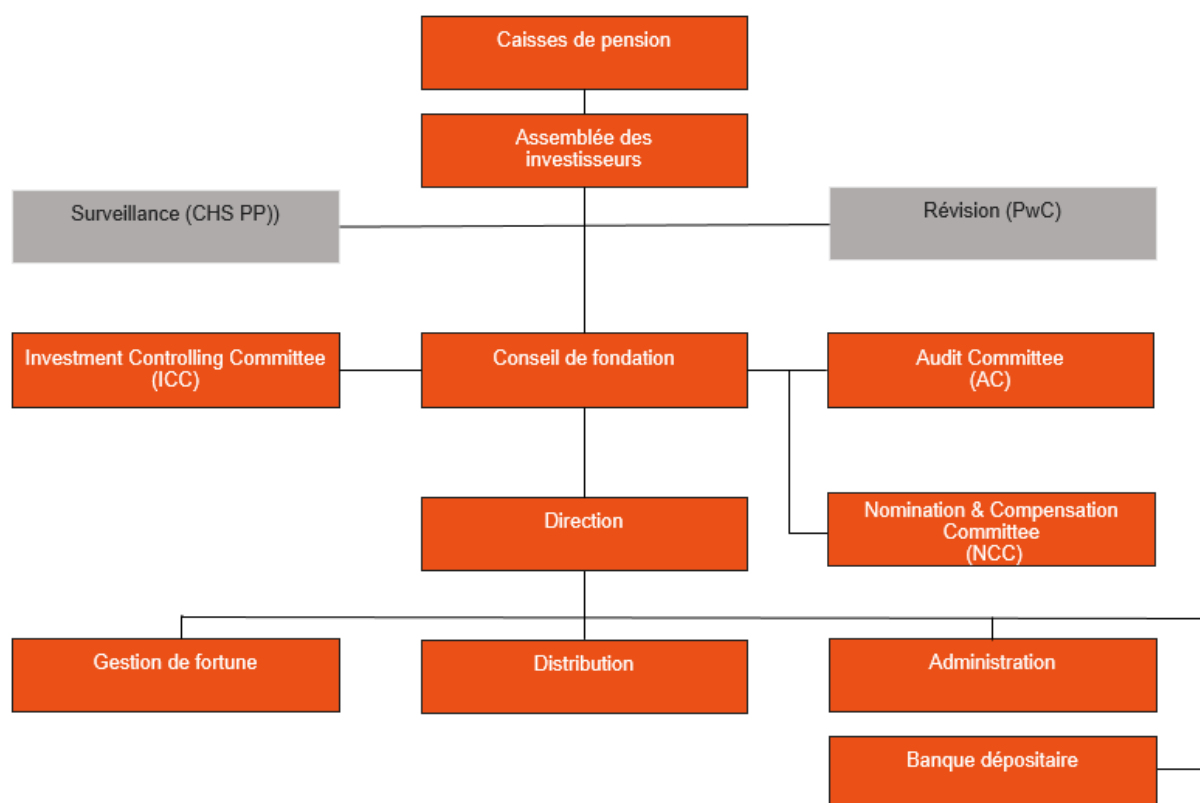 Caisses de pension
Assemblée des
investisseurs
Surveillance (CHS PP))
Révision (PwC)
Investment Controlling Committee
(ICC)
Conseil de fondation
Audit Committee
(AC)
Direction
Nomination & Compensation
Committee
(NCC)
Gestion de fortune
Distribution
Administration
Banque dépositaire